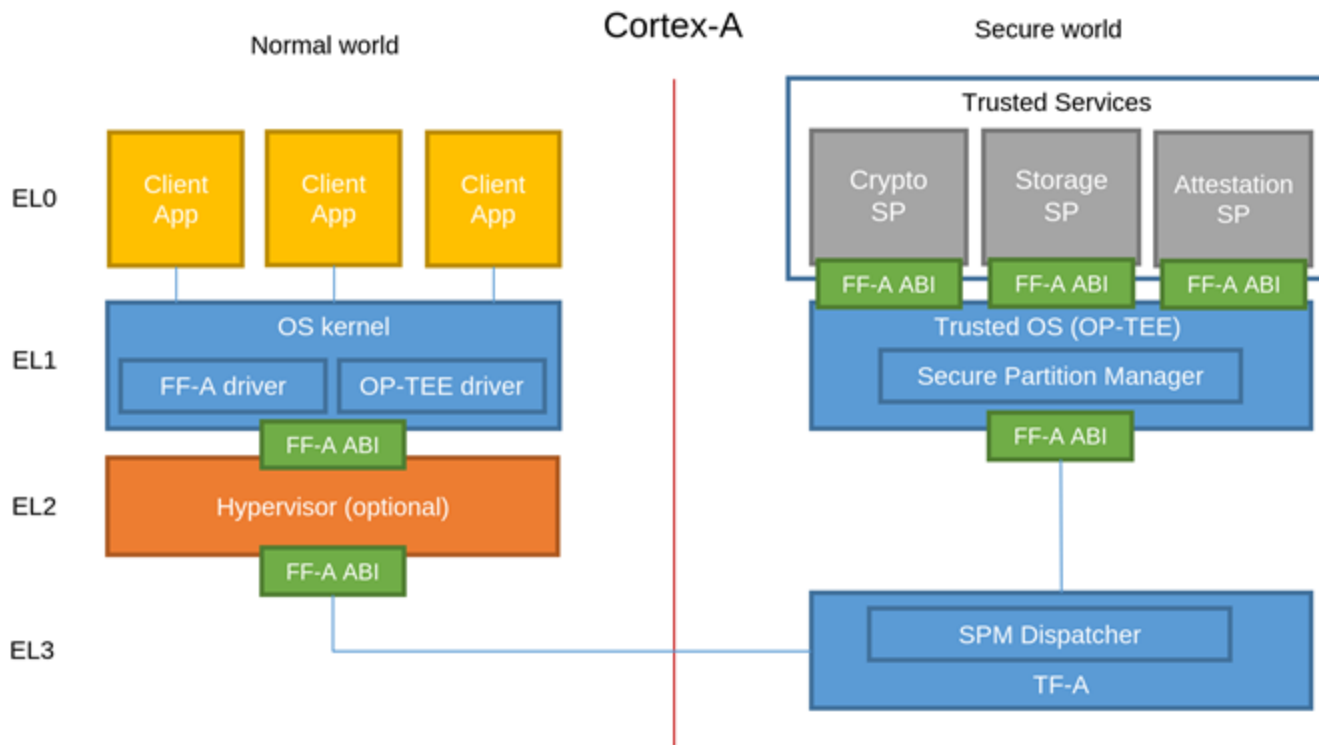 Cortex-A
Normal world
Secure world
Trusted Services
EL0
Client
App
Client
App
Client
App
Crypto
SP
Storage
SP
Attestation
SP
FF-A ABI
FF-A ABI
FF-A ABI
EL1
OS kernel
FF-A driver
OP-TEE driver
FF-A ABI
Trusted OS (OP-TEE)
Secure Partition Manager
FF-A ABI
EL2
Hypervisor (optional)
FF-A ABI
EL3
SPM Dispatcher
TF-A